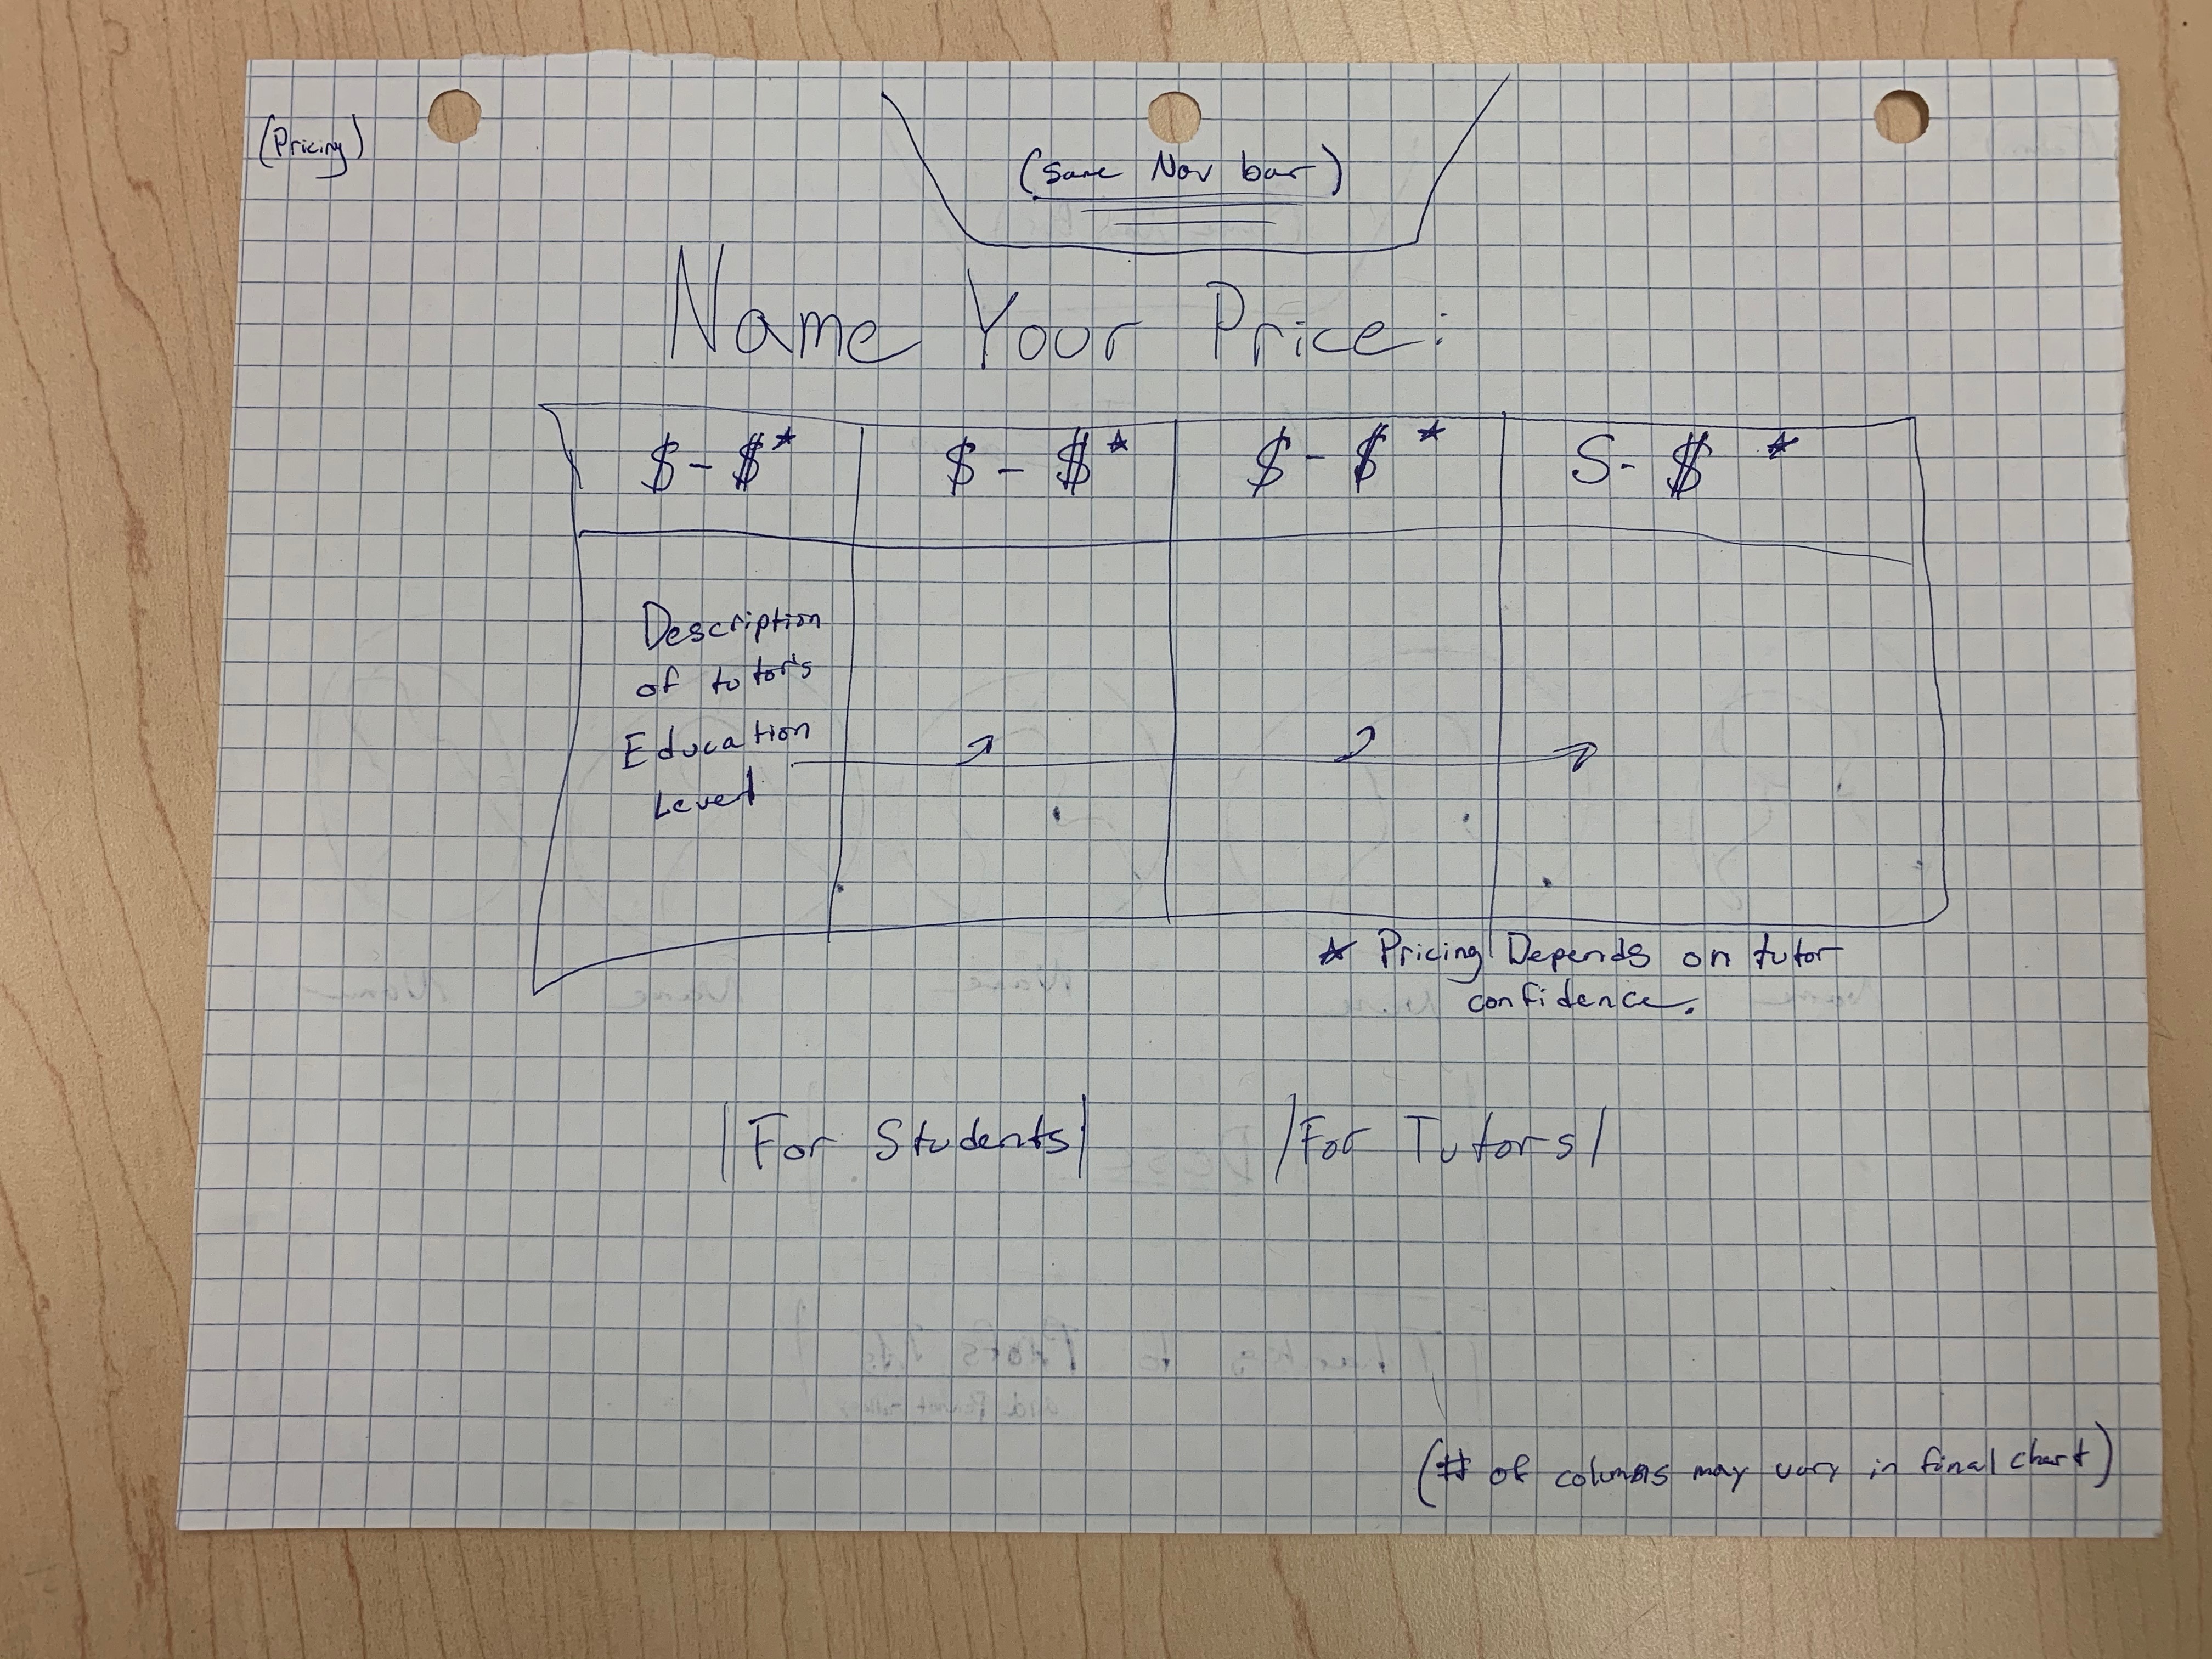 (Pricing)
(Same Nav bar)
Name Your Price:
$-$* $-$* $-$* S-$*
Description
of tutor's
Education
Level
* Pricing Depends on tutor
confidence.
|For Students| |For Tutors|
(# of columns may vary in final chart)